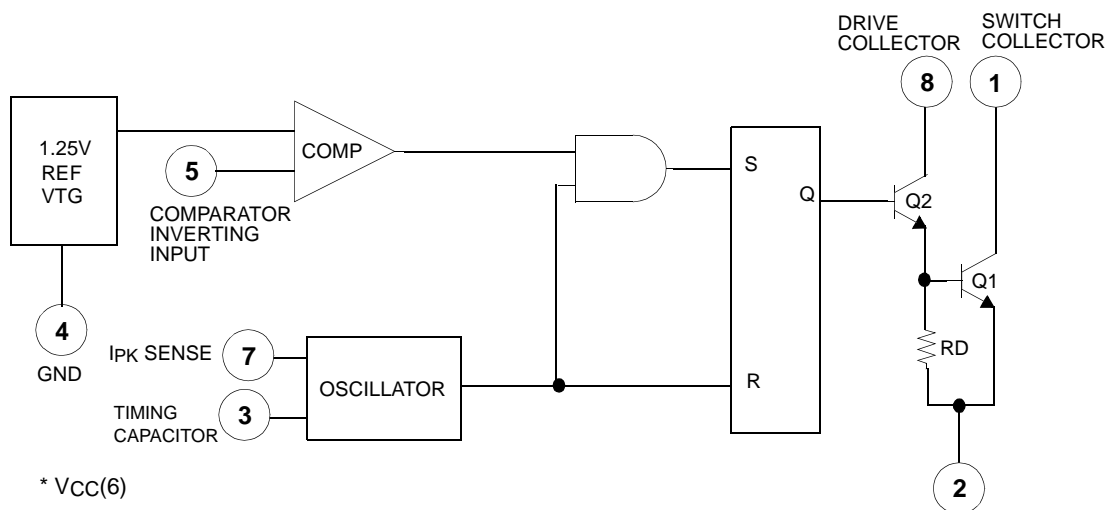 DRIVE
COLLECTOR
SWITCH
COLLECTOR
8
1
1.25V
REF
VTG
COMP
5
COMPARATOR
INVERTING
INPUT
S
Q
Q2
Q1
4
GND
IPK SENSE
7
OSCILLATOR
R
RD
TIMING
CAPACITOR
3
* VCC(6)
2